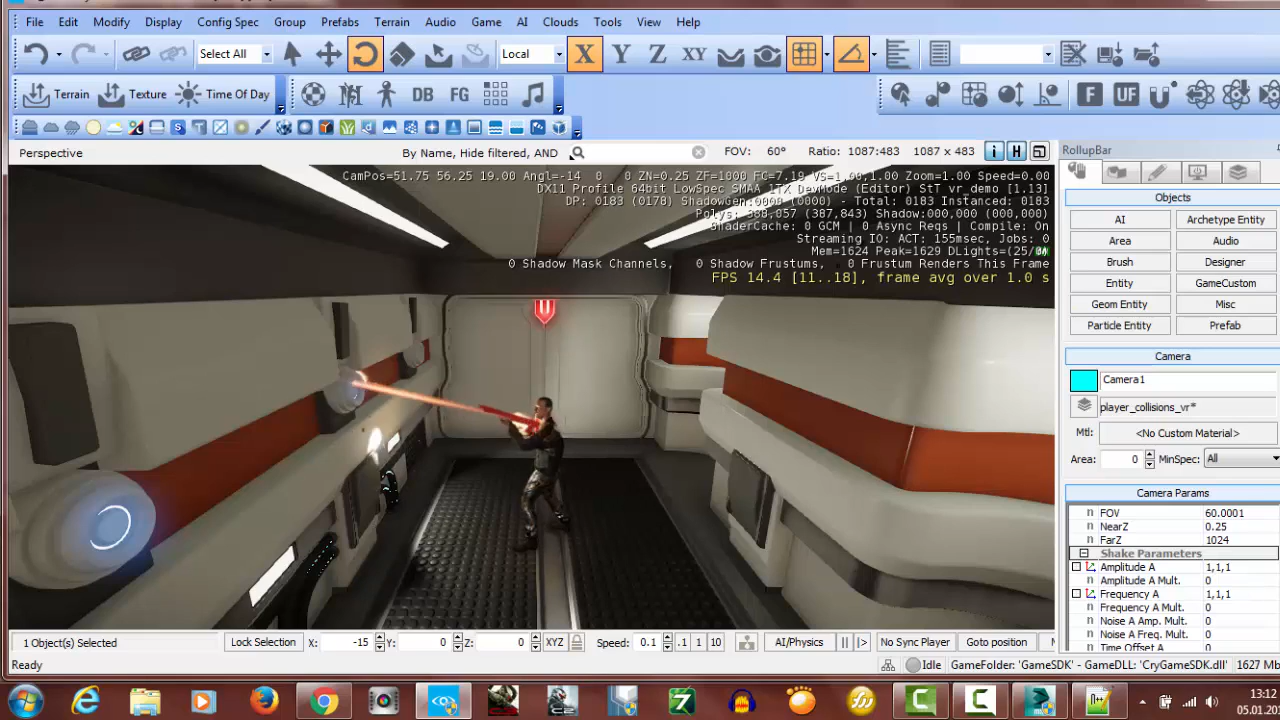 File Edit Modify Display Config Spec Group Prefabs Terrain Audio Game AI Clouds Tools View Help
Select All Local X Y Z XY
Terrain Texture Time Of Day DB FG F UF
Perspective By Name, Hide filtered, AND FOV: 60° Ratio: 1087:483 1087 x 483 i H
CamPos=51.75 56.25 19.00 Angl=-14 0 0 ZN=0.25 ZF=1000 FC=7.19 VS=1.00,1.00 Zoom=1.00 Speed=0.00
DX11 Profile 64bit LowSpec SMAA 1TX DevMode (Editor) StT vr_demo [1.13]
DP: 0183 (0178) ShadowGen:0000 (0000) - Total: 0183 Instanced: 0183
Polys: 388,057 (387,843) Shadow:000,000 (000,000)
ShaderCache: 0 GCM | 0 Async Reqs | Compile: On
Streaming IO: ACT: 155msec, Jobs: 0
Mem=1624 Peak=1629 DLights=(25/
0 Shadow Mask Channels, 0 Shadow Frustums, 0 Frustum Renders This Frame
FPS 14.4 [11..18], frame avg over 1.0 s
RollupBar
Objects
AI Archetype Entity
Area Audio
Brush Designer
Entity GameCustom
Geom Entity Misc
Particle Entity Prefab
Camera
Camera1
player_collisions_vr*
Mtl: <No Custom Material>
Area: 0 MinSpec: All
Camera Params
FOV 60.0001
NearZ 0.25
FarZ 1024
Shake Parameters
Amplitude A 1,1,1
Amplitude A Mult. 0
Frequency A 1,1,1
Frequency A Mult. 0
Noise A Amp. Mult. 0
Noise A Freq. Mult. 0
Time Offset A 0
1 Object(s) Selected Lock Selection X: -15 Y: 0 Z: 0 XYZ Speed: 0.1 .1 1 10 AI/Physics No Sync Player Goto position
Ready Idle GameFolder: 'GameSDK' - GameDLL: 'CryGameSDK.dll' 1627 Mb
13:12
05.01.20